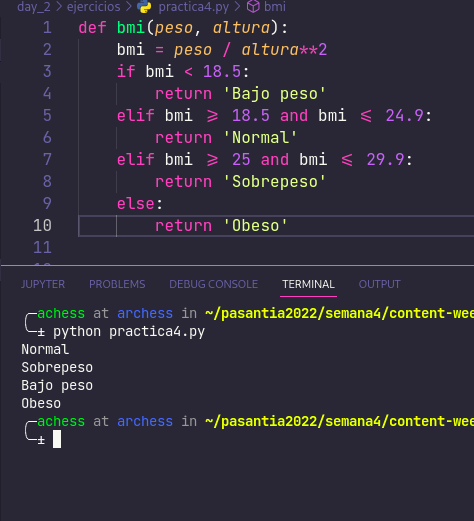 day_2 > ejercicios > practica4.py > bmi
1 def bmi(peso, altura):
2 bmi = peso / altura**2
3 if bmi < 18.5:
4 return 'Bajo peso'
5 elif bmi >= 18.5 and bmi <= 24.9:
6 return 'Normal'
7 elif bmi >= 25 and bmi <= 29.9:
8 return 'Sobrepeso'
9 else:
10 return 'Obeso'
11
JUPYTER PROBLEMS DEBUG CONSOLE TERMINAL OUTPUT
╭─achess at archess in ~/pasantia2022/semana4/content-wee
╰─± python practica4.py
Normal
Sobrepeso
Bajo peso
Obeso
╭─achess at archess in ~/pasantia2022/semana4/content-wee
╰─±